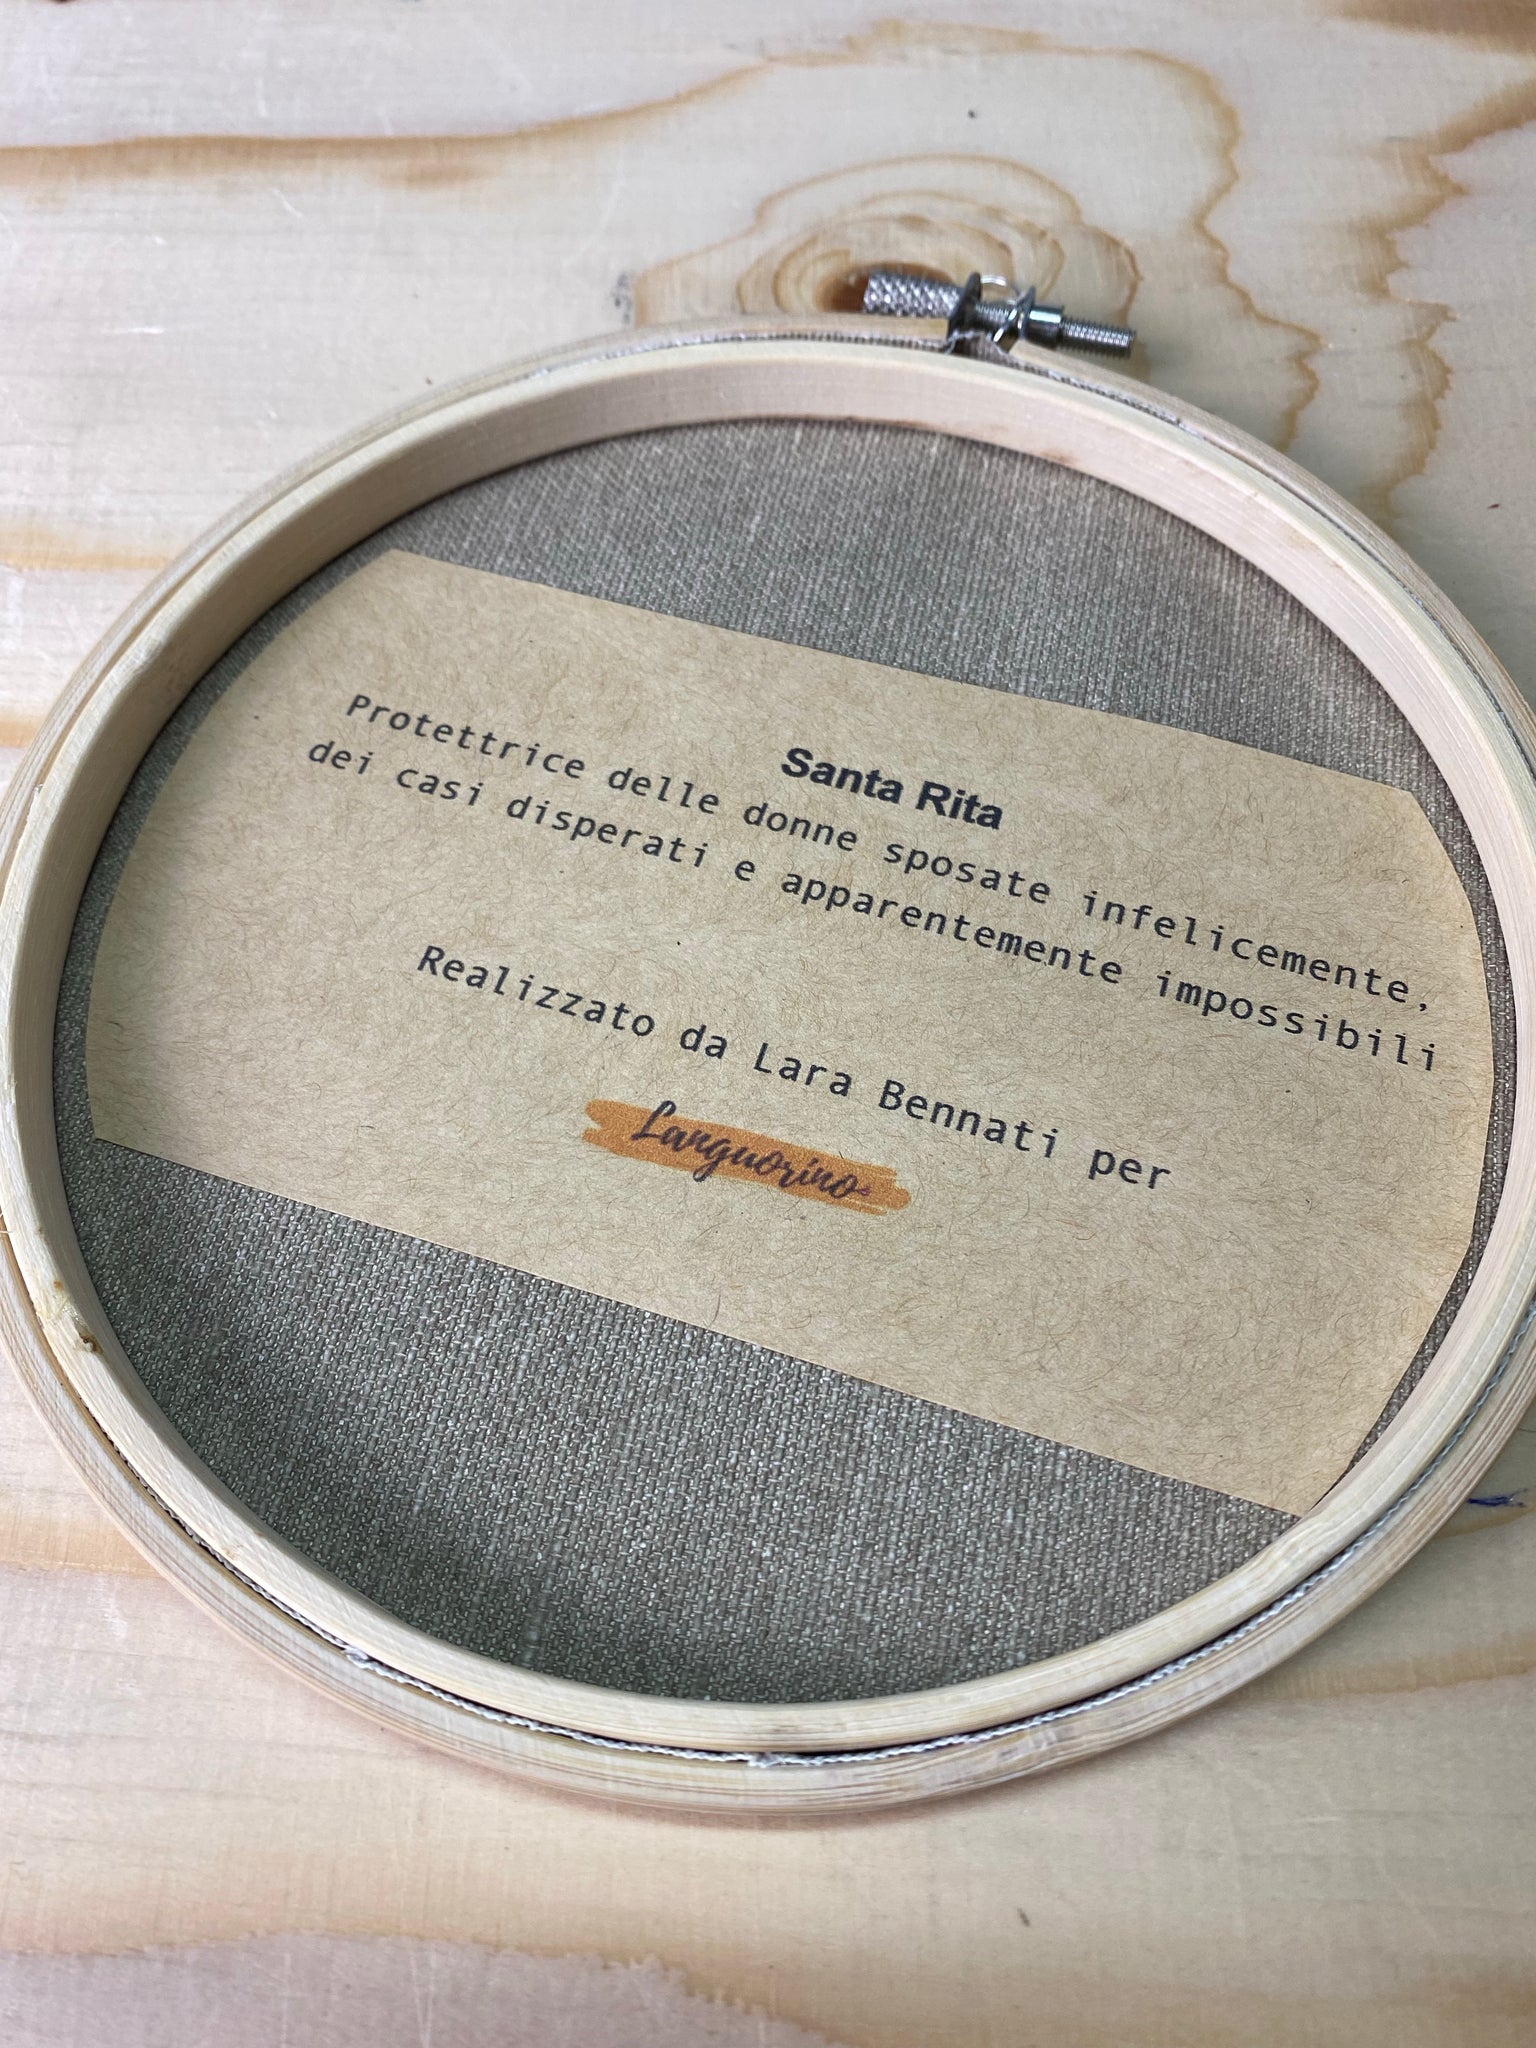 Santa Rita
Protettrice delle donne sposate infelicemente,
dei casi disperati e apparentemente impossibili
Realizzato da Lara Bennati per
Languorino